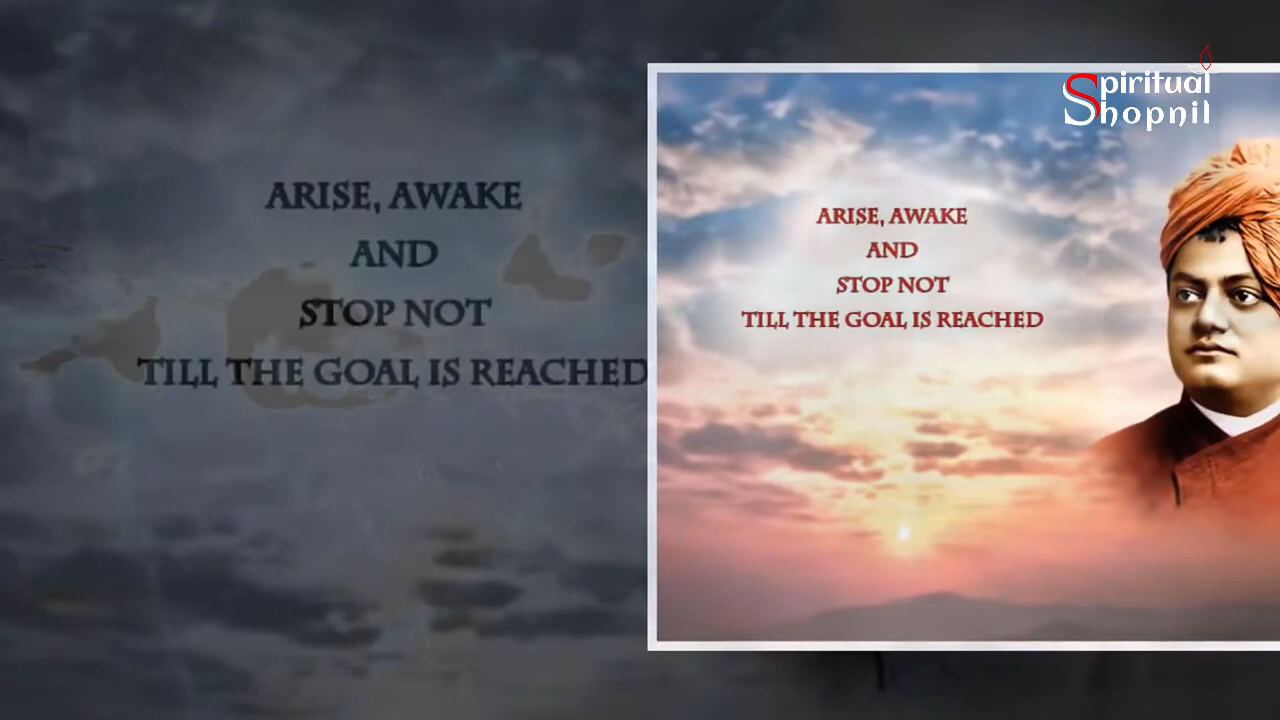 ARISE, AWAKE
AND
STOP NOT
TILL THE GOAL IS REACHED
Spiritual
Shopnil
ARISE, AWAKE
AND
STOP NOT
TILL THE GOAL IS REACHED